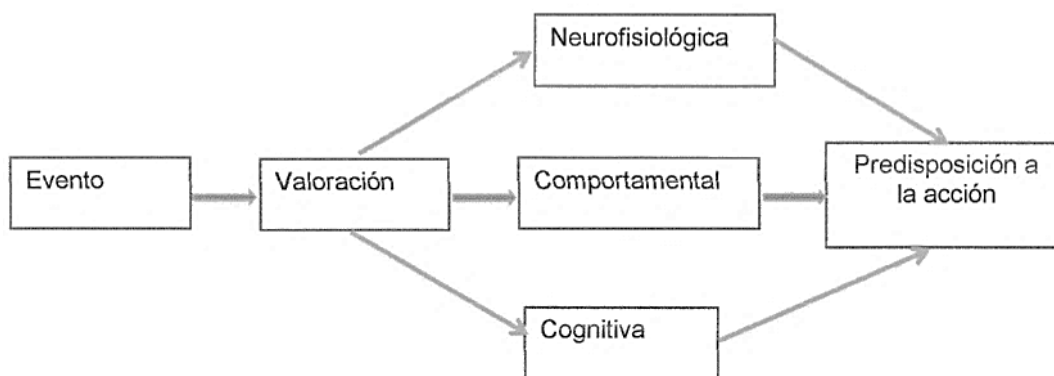 Neurofisiológica
Evento
Valoración
Comportamental
Predisposición a
la acción
Cognitiva